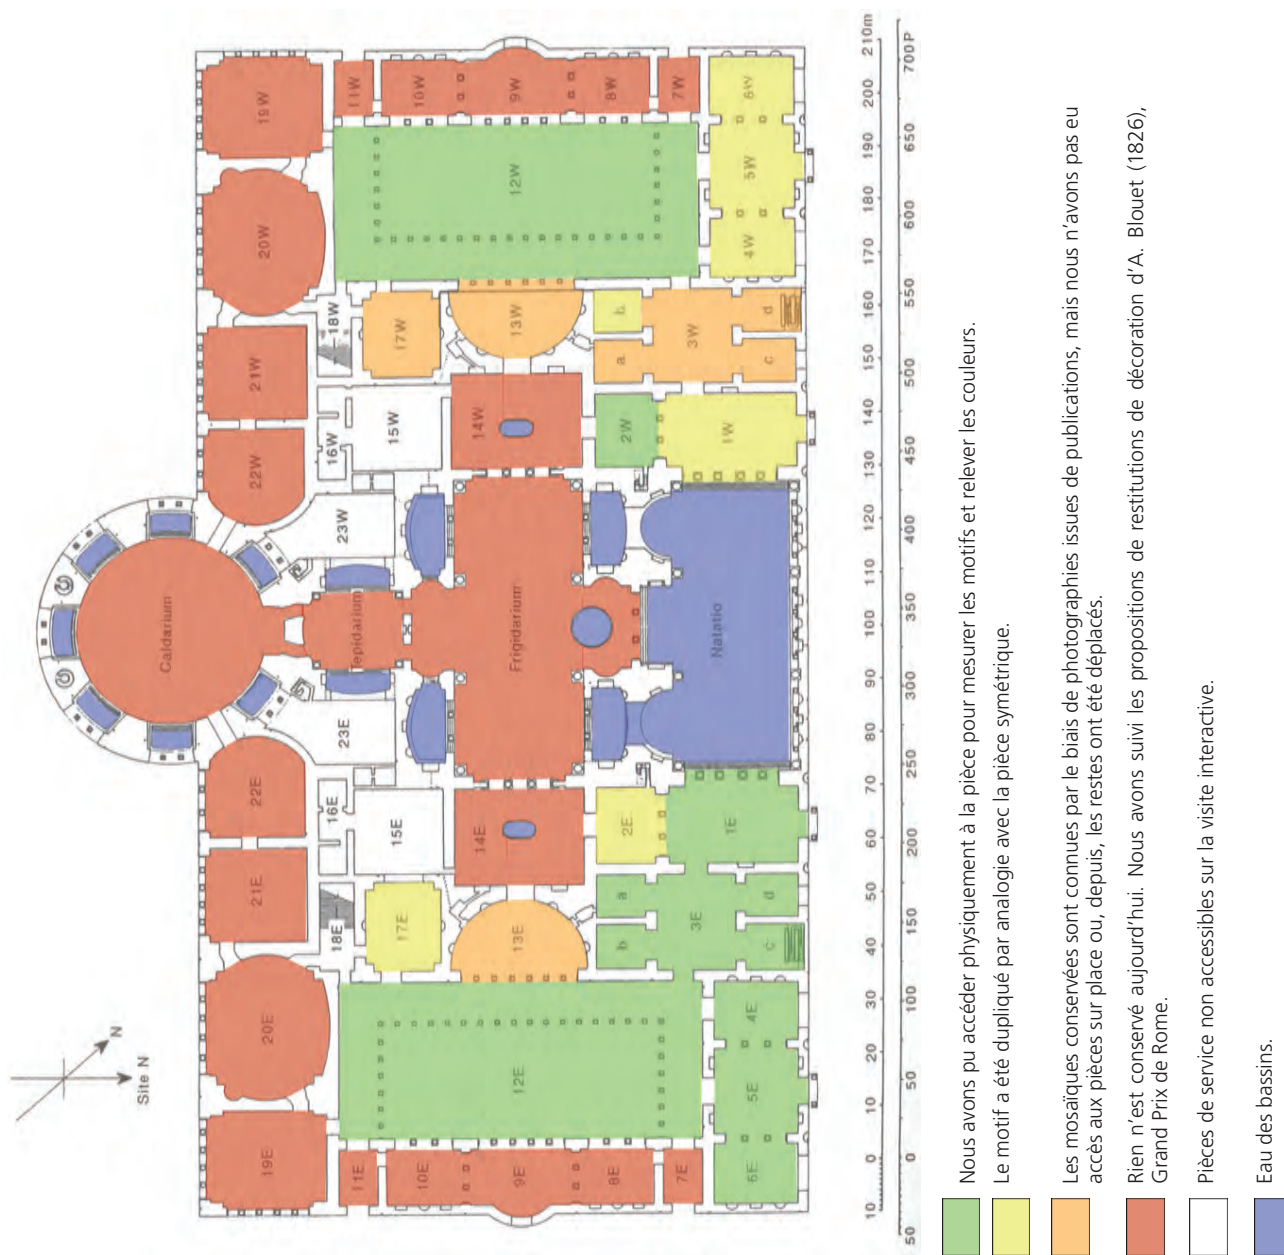 19W
11W
10W
9W
8W
7W
6W
20W
12W
5W
4W
21W
18W
17W
13W
b
d
3W
a
c
22W
16W
15W
14W
2W
1W
23W
Caldarium
Tepidarium
Frigidarium
Natatio
23E
22E
16E
15E
14E
2E
1E
21E
18E
17E
13E
a
d
3E
b
c
20E
12E
4E
5E
19E
11E
10E
9E
8E
7E
6E
N
Site N
10 0 10 20 30 40 50 60 70 80 90 100 110 120 130 140 150 160 170 180 190 200 210m
50 0 50 100 150 200 250 300 350 400 450 500 550 600 650 700P
Nous avons pu accéder physiquement à la pièce pour mesurer les motifs et relever les couleurs.
Le motif a été dupliqué par analogie avec la pièce symétrique.
Les mosaïques conservées sont connues par le biais de photographies issues de publications, mais nous n'avons pas eu
accès aux pièces sur place ou, depuis, les restes ont été déplacés.
Rien n'est conservé aujourd'hui. Nous avons suivi les propositions de restitutions de décoration d'A. Blouet (1826),
Grand Prix de Rome.
Pièces de service non accessibles sur la visite interactive.
Eau des bassins.